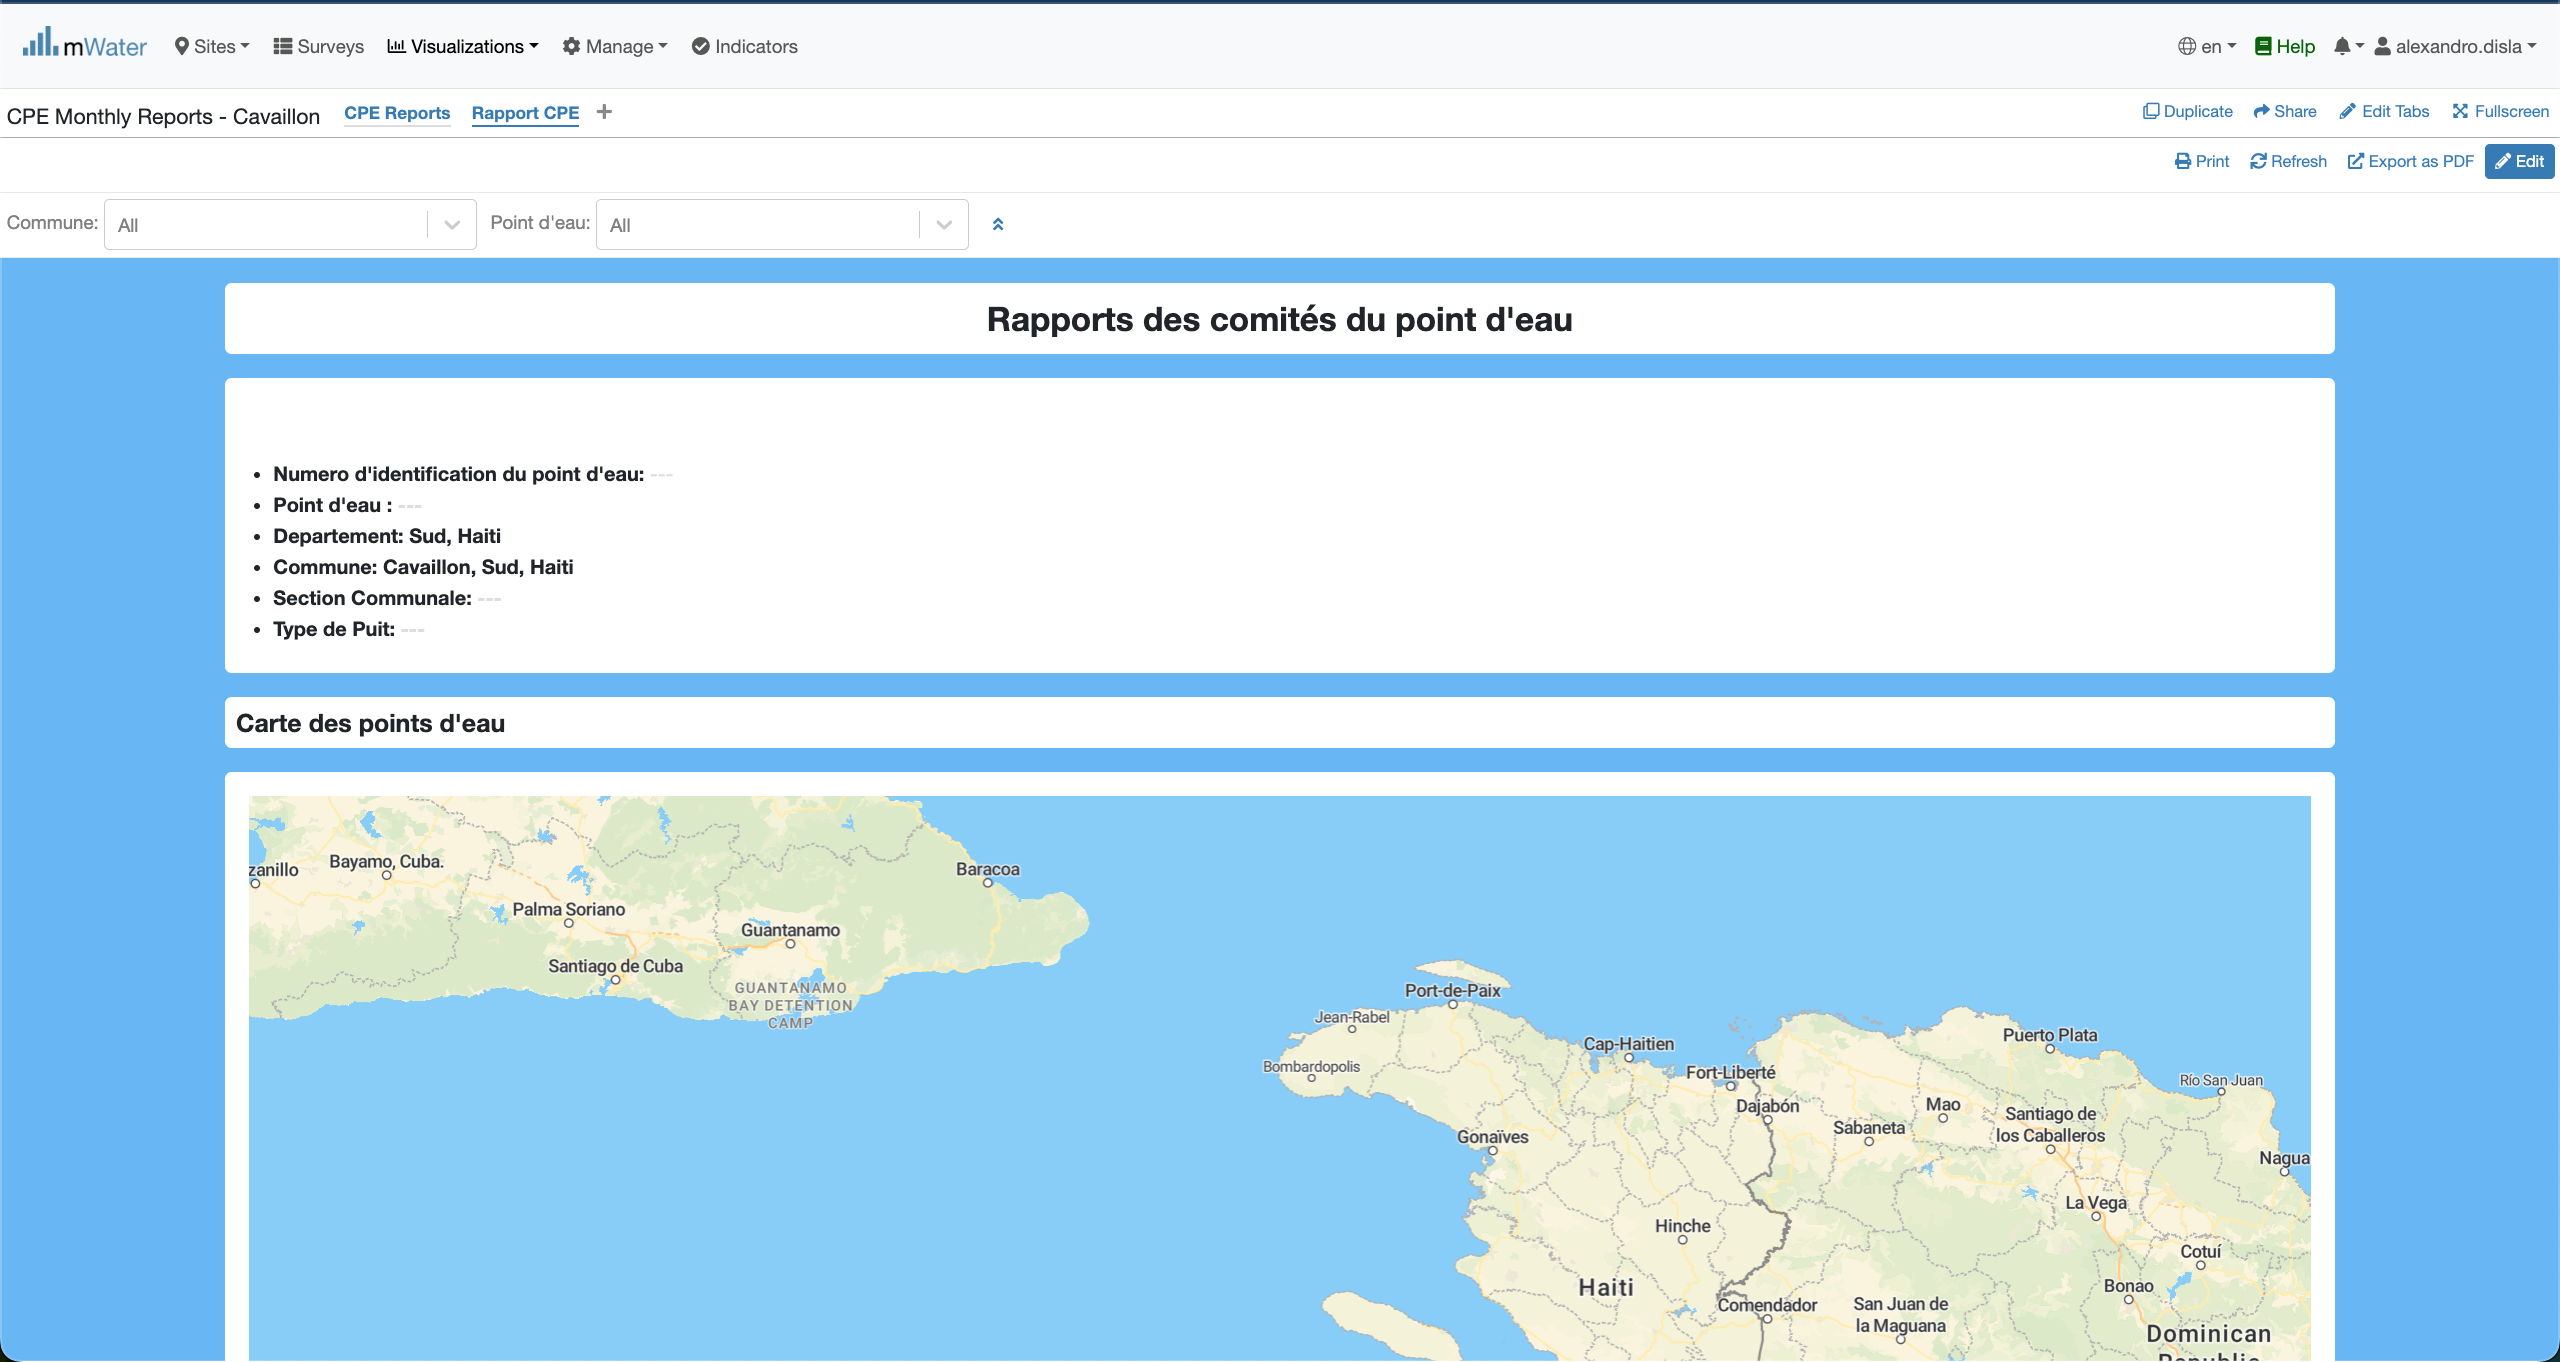 mWater Sites Surveys Visualizations Manage Indicators en Help alexandro.disla
CPE Monthly Reports - Cavaillon CPE Reports Rapport CPE + Duplicate Share Edit Tabs Fullscreen
Print Refresh Export as PDF Edit
Commune: All Point d'eau: All
Rapports des comités du point d'eau
• Numero d'identification du point d'eau: ---
• Point d'eau : ---
• Departement: Sud, Haiti
• Commune: Cavaillon, Sud, Haiti
• Section Communale: ---
• Type de Puit: ---
Carte des points d'eau
Bayamo, Cuba.
zanillo
Baracoa
Palma Soriano
Guantanamo
Santiago de Cuba
GUANTANAMO
BAY DETENTION
CAMP
Port-de-Paix
Jean-Rabel
Cap-Haitien
Puerto Plata
Bombardopolis
Fort-Liberté
Río San Juan
Dajabón
Mao
Santiago de
los Caballeros
Sabaneta
Gonaïves
Nagua
La Vega
Hinche
Cotuí
Haiti
Bonao
Comendador
San Juan de
la Maguana
Dominican
Republic